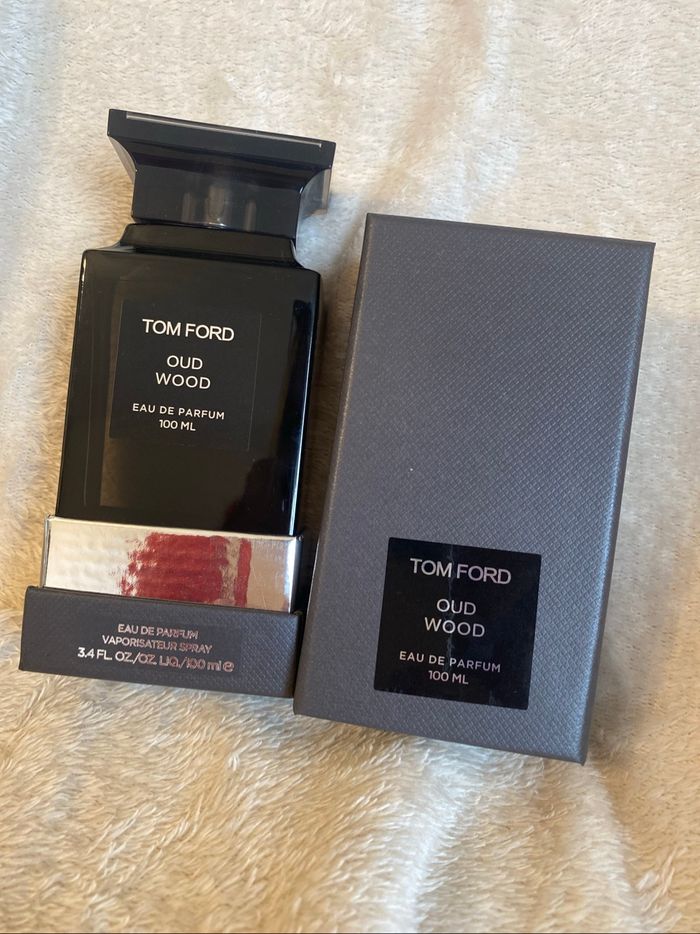 TOM FORD
OUD
WOOD
EAU DE PARFUM
100 ML
EAU DE PARFUM
VAPORISATEUR SPRAY
3.4 FL. OZ./OZ. LIQ./100 ml ℮
TOM FORD
OUD
WOOD
EAU DE PARFUM
100 ML